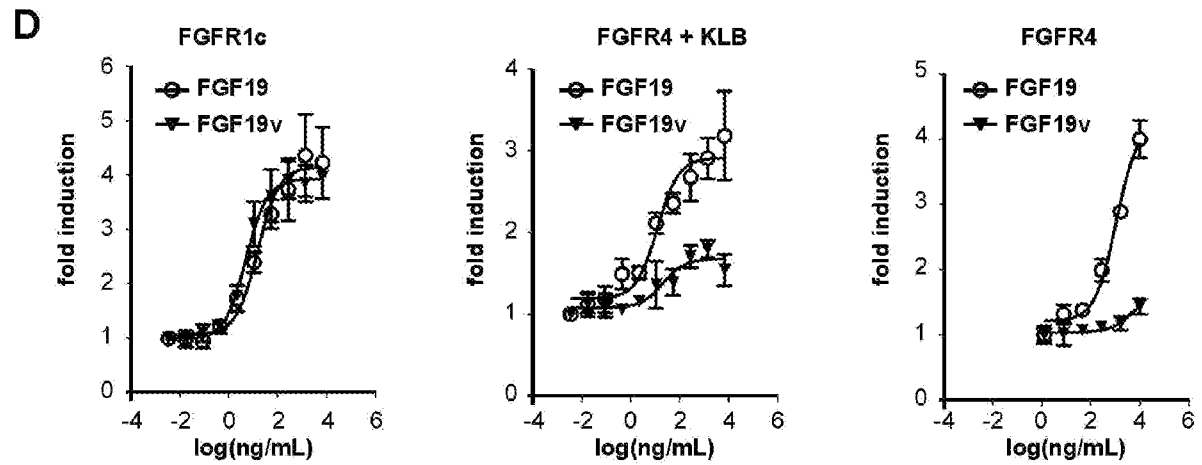 D
FGFR1c
FGF19
FGF19v
fold induction
6
5
4
3
2
1
0
-4 -2 0 2 4 6
log(ng/mL)
FGFR4 + KLB
FGF19
FGF19v
fold induction
4
3
2
1
0
-4 -2 0 2 4 6
log(ng/mL)
FGFR4
FGF19
FGF19v
fold induction
5
4
3
2
1
0
-4 -2 0 2 4 6
log(ng/mL)